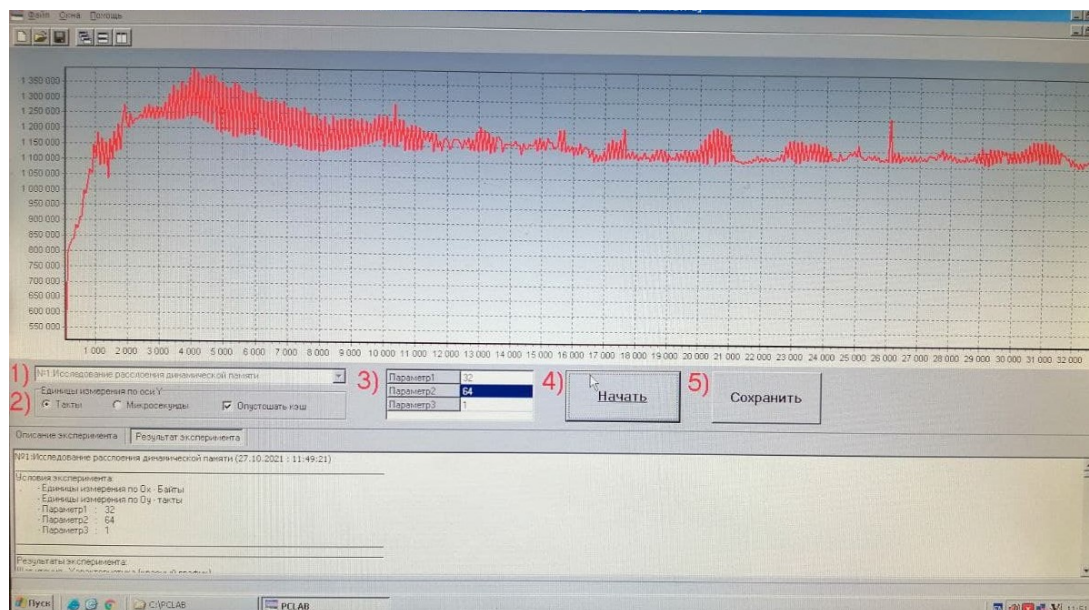 Файл Окна Помощь
1 350 000
1 300 000
1 250 000
1 200 000
1 150 000
1 100 000
1 050 000
1 000 000
950 000
900 000
850 000
800 000
750 000
700 000
650 000
600 000
550 000
1 000 2 000 3 000 4 000 5 000 6 000 7 000 8 000 9 000 10 000 11 000 12 000 13 000 14 000 15 000 16 000 17 000 18 000 19 000 20 000 21 000 22 000 23 000 24 000 25 000 26 000 27 000 28 000 29 000 30 000 31 000 32 000
1) №1:Исследование расслоения динамической памяти
2) Единицы измерения по оси Y
Такты Микросекунды Опустошать кэш
3) Параметр1 32
Параметр2 64
Параметр3 1
4) Начать
5) Сохранить
Описание эксперимента Результат эксперимента
№1:Исследование расслоения динамической памяти (27.10.2021 : 11:49:21)
Условия эксперимента:
- Единицы измерения по Ox - Байты
- Единицы измерения по Oy - такты
- Параметр1 : 32
- Параметр2 : 64
- Параметр3 : 1
Результаты эксперимента:
Пуск C:\PCLAB PCLAB